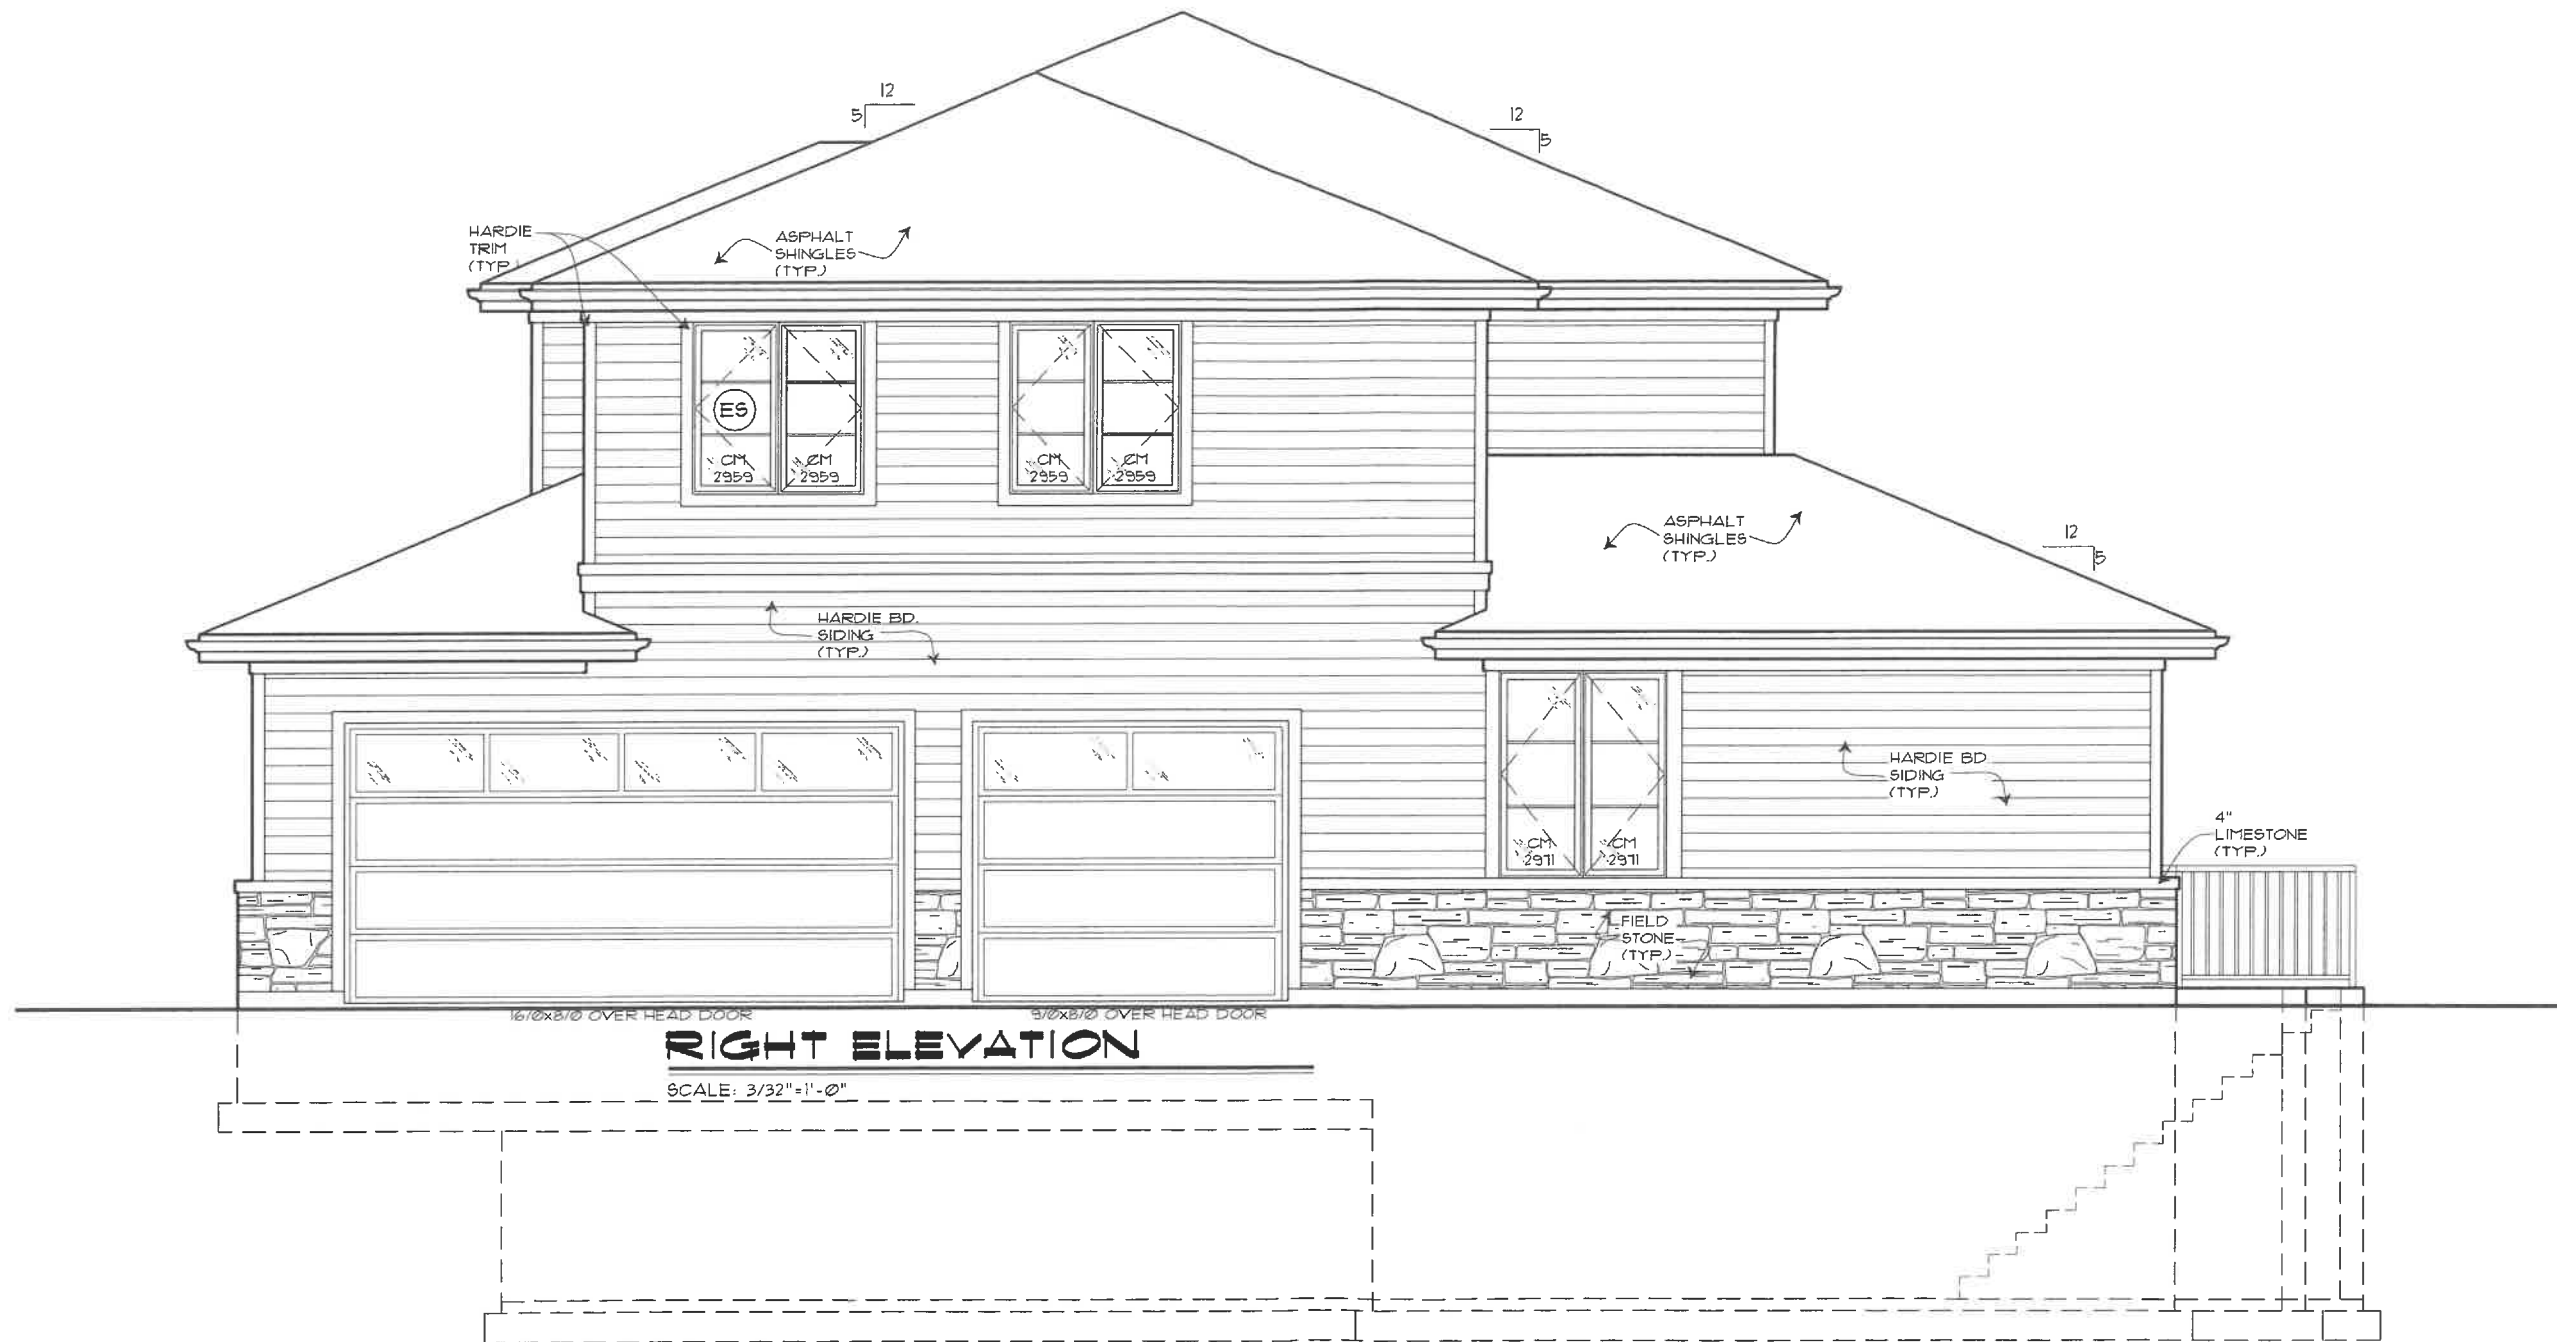 12
5
12
5
HARDIE
TRIM
(TYP.)
ASPHALT
SHINGLES
(TYP.)
ES
CM
2959
CM
2959
CM
2959
CM
2959
ASPHALT
SHINGLES
(TYP.)
12
5
HARDIE BD.
SIDING
(TYP.)
HARDIE BD
SIDING
(TYP.)
CM
2971
CM
2971
4"
LIMESTONE
(TYP.)
FIELD
STONE
(TYP.)
16/0x8/0 OVER HEAD DOOR
9/0x8/0 OVER HEAD DOOR
RIGHT ELEVATION
SCALE: 3/32"=1'-0"